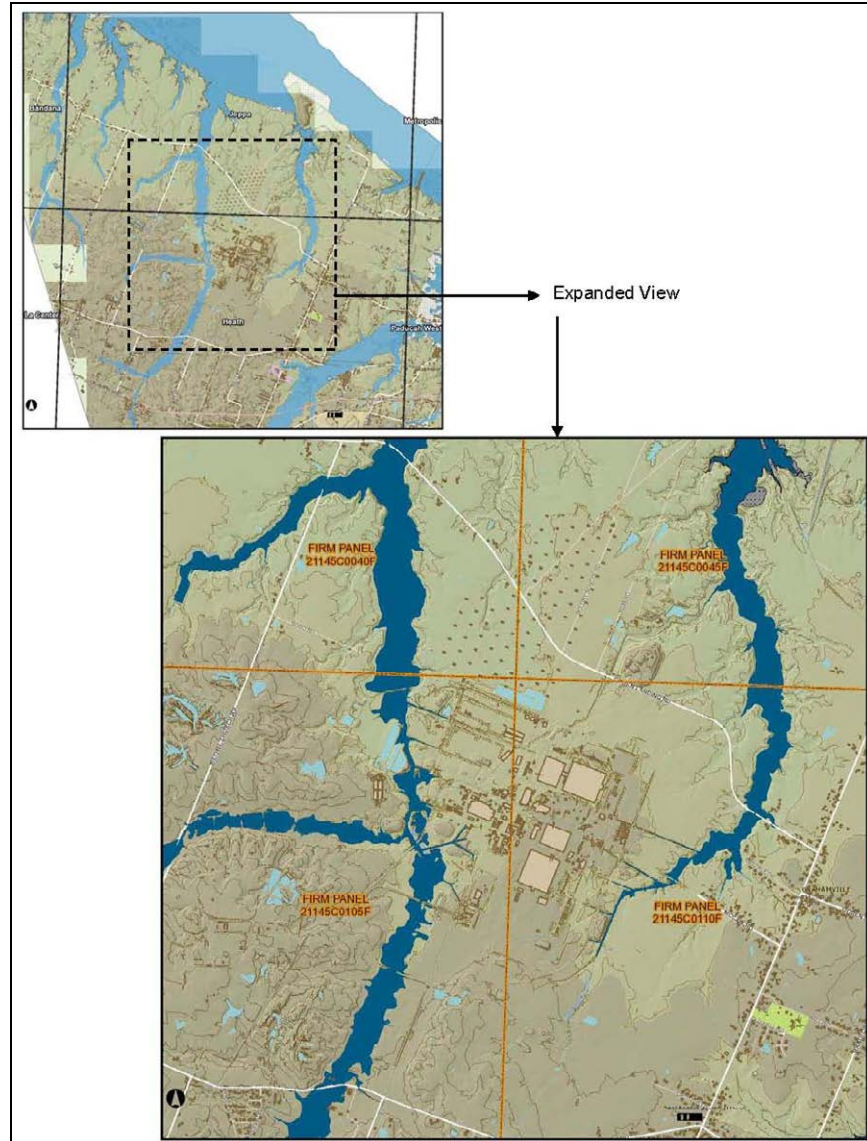 Bandana
Joppa
Metropolis
Heath
La Center
Paducah West
Expanded View
FIRM PANEL
21145C0040F
FIRM PANEL
21145C0045F
FIRM PANEL
21145C0105F
FIRM PANEL
21145C0110F